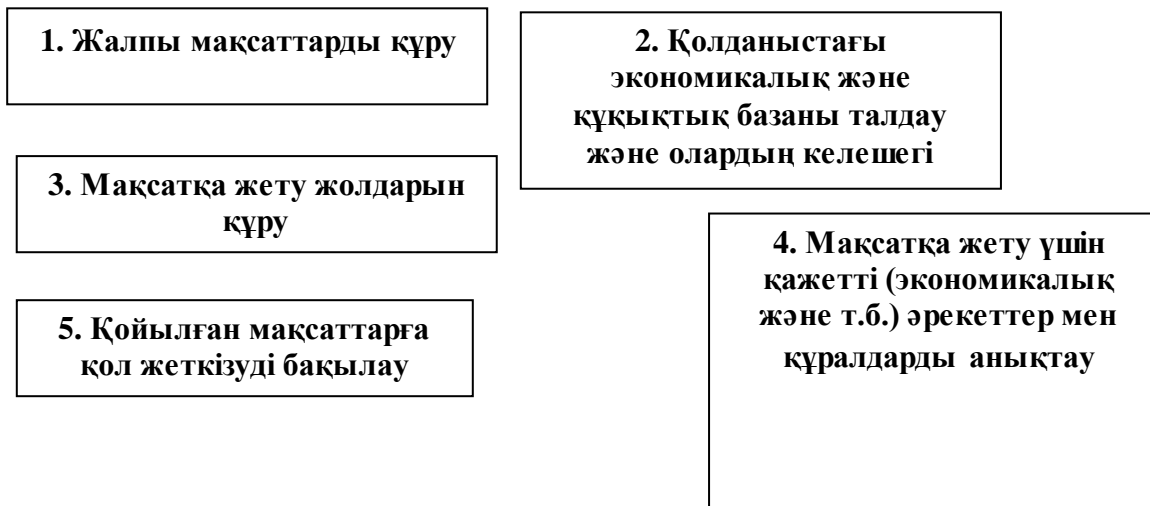 1. Жалпы мақсаттарды құру
2. Қолданыстағы
экономикалық және
құқықтық базаны талдау
және олардың келешегі
3. Мақсатқа жету жолдарын
құру
4. Мақсатқа жету үшін
қажетті (экономикалық
және т.б.) әрекеттер мен
құралдарды анықтау
5. Қойылған мақсаттарға
қол жеткізуді бақылау